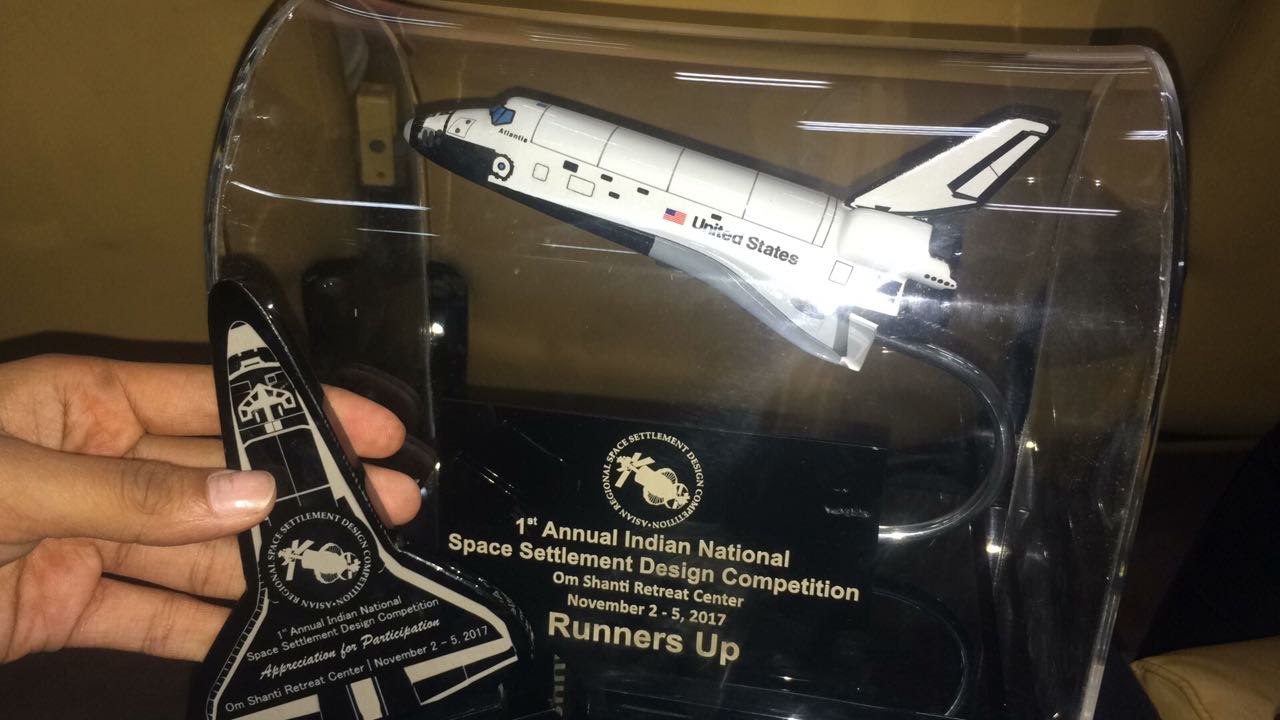 Atlantis
United States
ASIAN REGIONAL SPACE SETTLEMENT DESIGN COMPETITION
1st Annual Indian National
Space Settlement Design Competition
Om Shanti Retreat Center
November 2 - 5, 2017
Runners Up
ASIAN REGIONAL SPACE SETTLEMENT DESIGN COMPETITION
1st Annual Indian National
Space Settlement Design Competition
Appreciation for Participation
Om Shanti Retreat Center | November 2 - 5, 2017